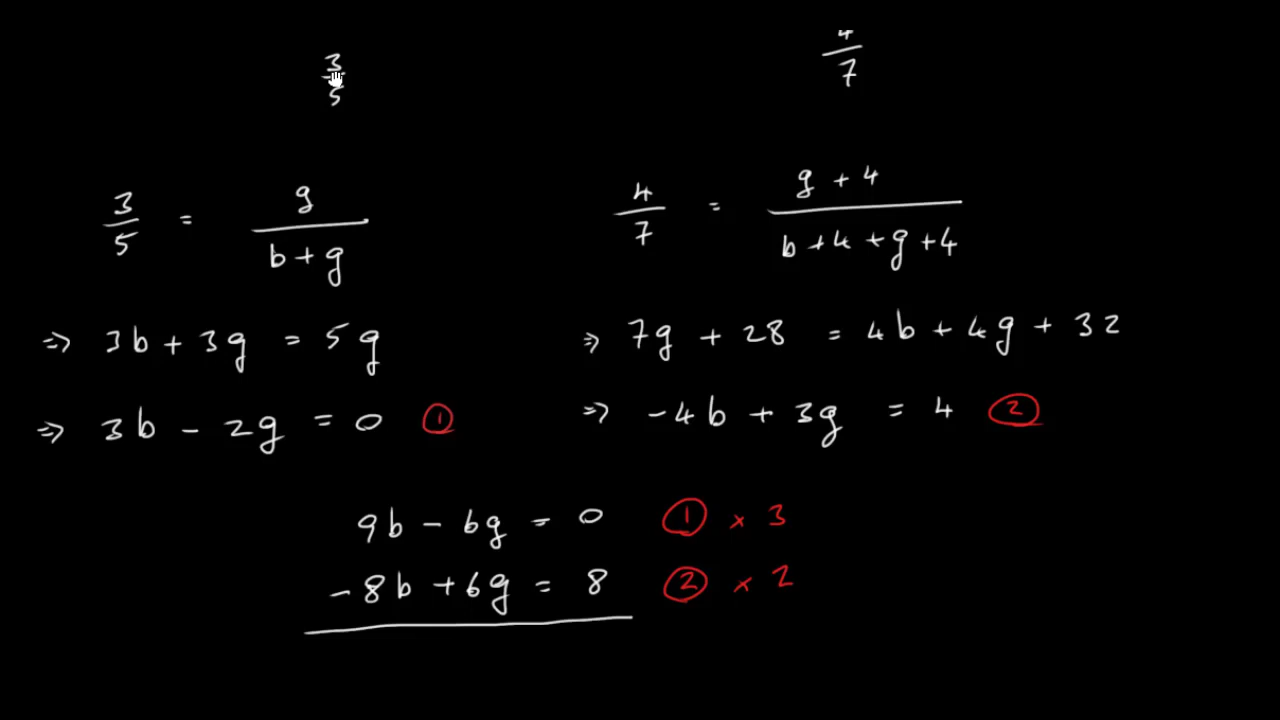 3/5 4/7
3/5 = g/(b+g) 4/7 = (g+4)/(b+4+g+4)
=> 3b + 3g = 5g => 7g + 28 = 4b + 4g + 32
=> 3b - 2g = 0 ① => -4b + 3g = 4 ②
9b - 6g = 0 ① × 3
-8b + 6g = 8 ② × 2